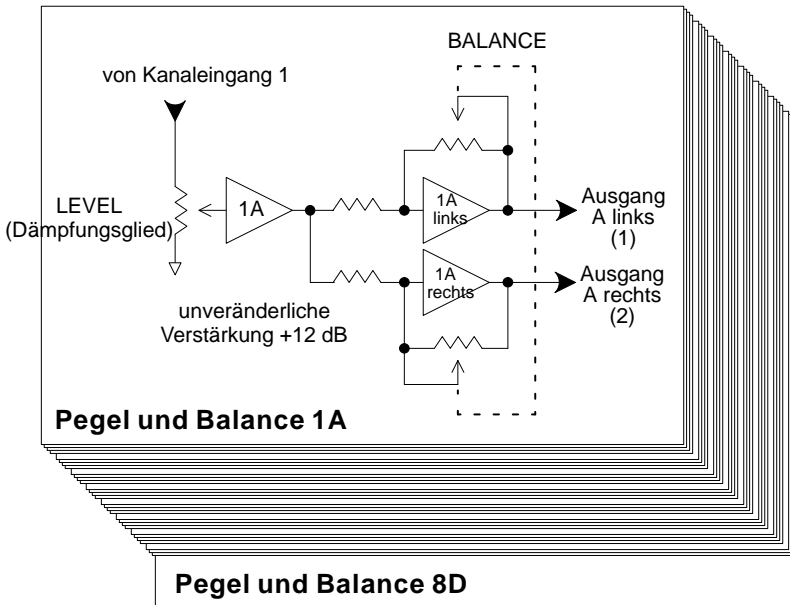 BALANCE
von Kanaleingang 1
LEVEL
(Dämpfungsglied)
1A
1A
links
Ausgang
A links
(1)
1A
rechts
Ausgang
A rechts
(2)
unveränderliche
Verstärkung +12 dB
Pegel und Balance 1A
Pegel und Balance 8D